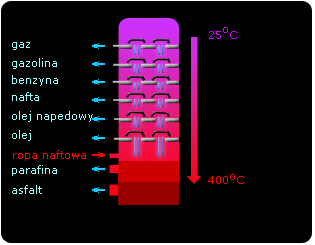 gaz
25°C
gazolina
benzyna
nafta
olej napedowy
olej
ropa naftowa
parafina
400°C
asfalt